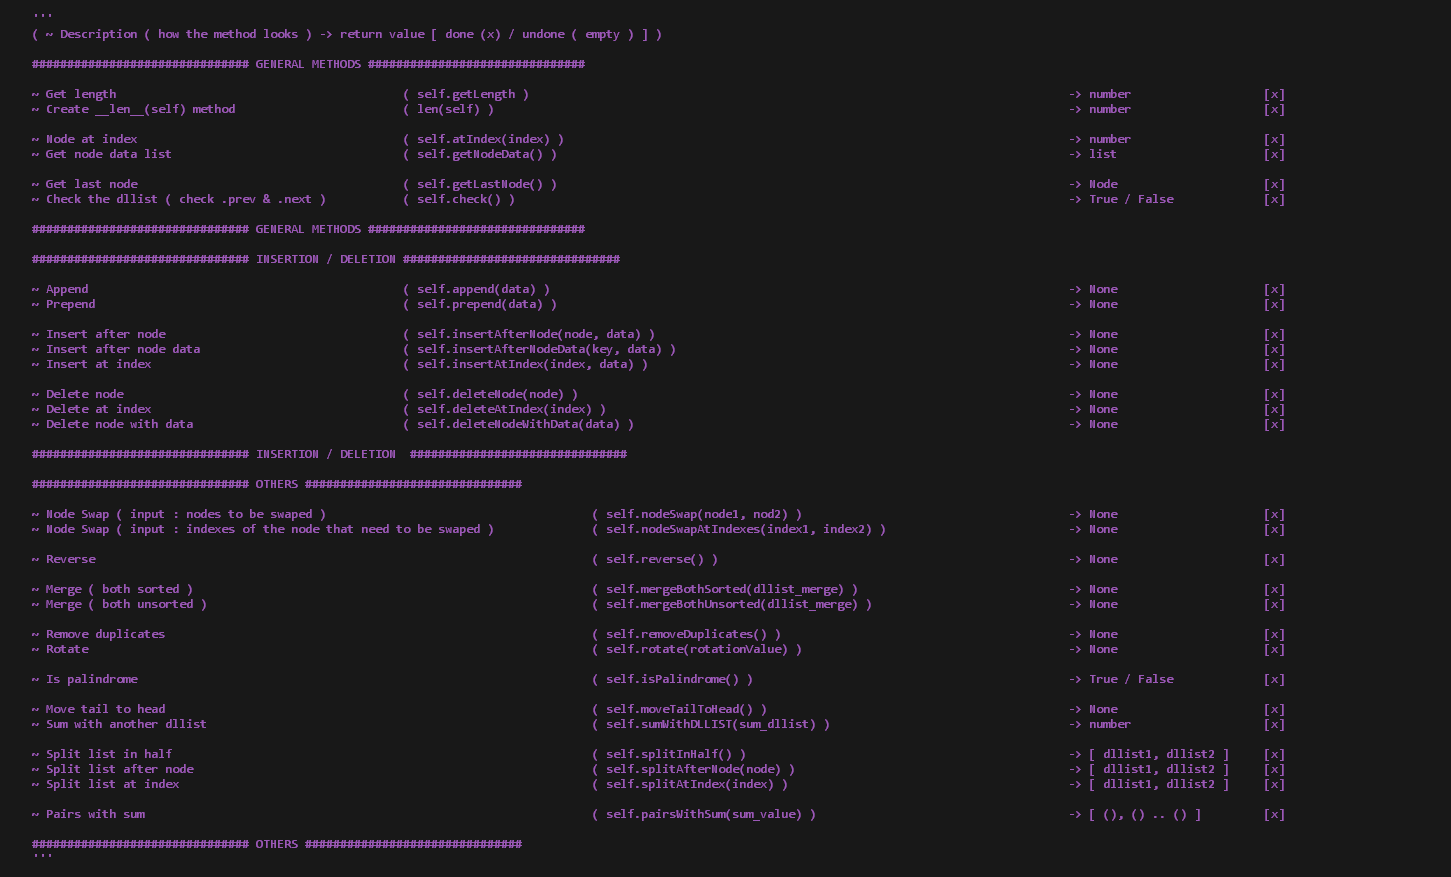 '''
( ~ Description ( how the method looks ) -> return value [ done (x) / undone ( empty ) ] )
############################### GENERAL METHODS ###############################
~ Get length ( self.getLength ) -> number [x]
~ Create __len__(self) method ( len(self) ) -> number [x]
~ Node at index ( self.atIndex(index) ) -> number [x]
~ Get node data list ( self.getNodeData() ) -> list [x]
~ Get last node ( self.getLastNode() ) -> Node [x]
~ Check the dllist ( check .prev & .next ) ( self.check() ) -> True / False [x]
############################### GENERAL METHODS ###############################
############################### INSERTION / DELETION ###############################
~ Append ( self.append(data) ) -> None [x]
~ Prepend ( self.prepend(data) ) -> None [x]
~ Insert after node ( self.insertAfterNode(node, data) ) -> None [x]
~ Insert after node data ( self.insertAfterNodeData(key, data) ) -> None [x]
~ Insert at index ( self.insertAtIndex(index, data) ) -> None [x]
~ Delete node ( self.deleteNode(node) ) -> None [x]
~ Delete at index ( self.deleteAtIndex(index) ) -> None [x]
~ Delete node with data ( self.deleteNodeWithData(data) ) -> None [x]
############################### INSERTION / DELETION  ###############################
############################### OTHERS ###############################
~ Node Swap ( input : nodes to be swaped ) ( self.nodeSwap(node1, nod2) ) -> None [x]
~ Node Swap ( input : indexes of the node that need to be swaped ) ( self.nodeSwapAtIndexes(index1, index2) ) -> None [x]
~ Reverse ( self.reverse() ) -> None [x]
~ Merge ( both sorted ) ( self.mergeBothSorted(dllist_merge) ) -> None [x]
~ Merge ( both unsorted ) ( self.mergeBothUnsorted(dllist_merge) ) -> None [x]
~ Remove duplicates ( self.removeDuplicates() ) -> None [x]
~ Rotate ( self.rotate(rotationValue) ) -> None [x]
~ Is palindrome ( self.isPalindrome() ) -> True / False [x]
~ Move tail to head ( self.moveTailToHead() ) -> None [x]
~ Sum with another dllist ( self.sumWithDLLIST(sum_dllist) ) -> number [x]
~ Split list in half ( self.splitInHalf() ) -> [ dllist1, dllist2 ] [x]
~ Split list after node ( self.splitAfterNode(node) ) -> [ dllist1, dllist2 ] [x]
~ Split list at index ( self.splitAtIndex(index) ) -> [ dllist1, dllist2 ] [x]
~ Pairs with sum ( self.pairsWithSum(sum_value) ) -> [ (), () .. () ] [x]
############################### OTHERS ###############################
'''